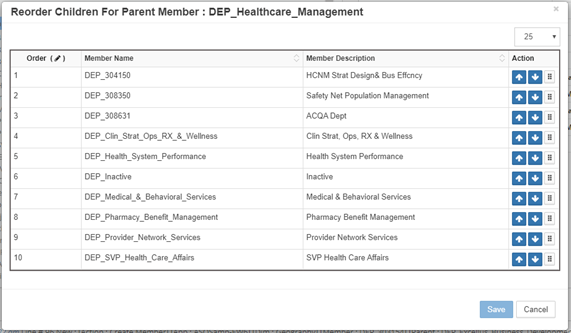 Reorder Children For Parent Member : DEP_Healthcare_Management ×
25
Order ( ) Member Name Member Description Action
1 DEP_304150 HCNM Strat Design& Bus Effcncy
2 DEP_308350 Safety Net Population Management
3 DEP_308631 ACQA Dept
4 DEP_Clin_Strat_Ops_RX_&_Wellness Clin Strat, Ops, RX & Wellness
5 DEP_Health_System_Performance Health System Performance
6 DEP_Inactive Inactive
7 DEP_Medical_&_Behavioral_Services Medical & Behavioral Services
8 DEP_Pharmacy_Benefit_Management Pharmacy Benefit Management
9 DEP_Provider_Network_Services Provider Network Services
10 DEP_SVP_Health_Care_Affairs SVP Health Care Affairs
Save Cancel